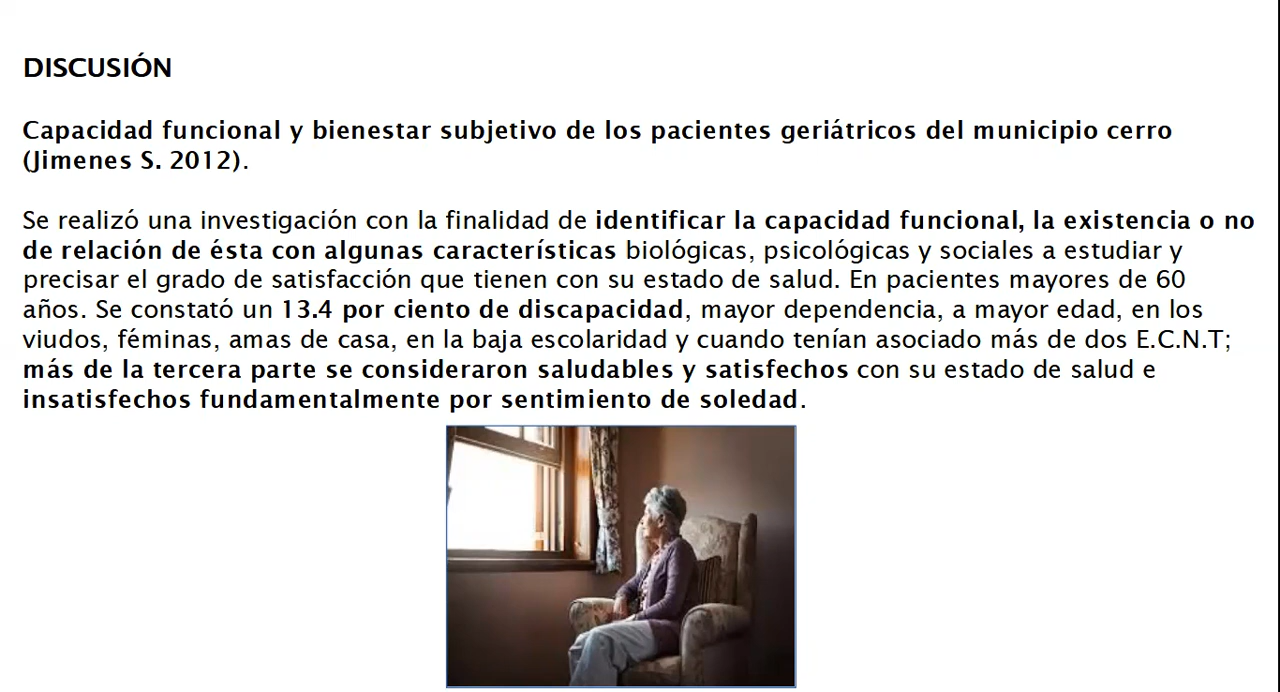 DISCUSIÓN
Capacidad funcional y bienestar subjetivo de los pacientes geriátricos del municipio cerro
(Jimenes S. 2012).
Se realizó una investigación con la finalidad de identificar la capacidad funcional, la existencia o no
de relación de ésta con algunas características biológicas, psicológicas y sociales a estudiar y
precisar el grado de satisfacción que tienen con su estado de salud. En pacientes mayores de 60
años. Se constató un 13.4 por ciento de discapacidad, mayor dependencia, a mayor edad, en los
viudos, féminas, amas de casa, en la baja escolaridad y cuando tenían asociado más de dos E.C.N.T;
más de la tercera parte se consideraron saludables y satisfechos con su estado de salud e
insatisfechos fundamentalmente por sentimiento de soledad.